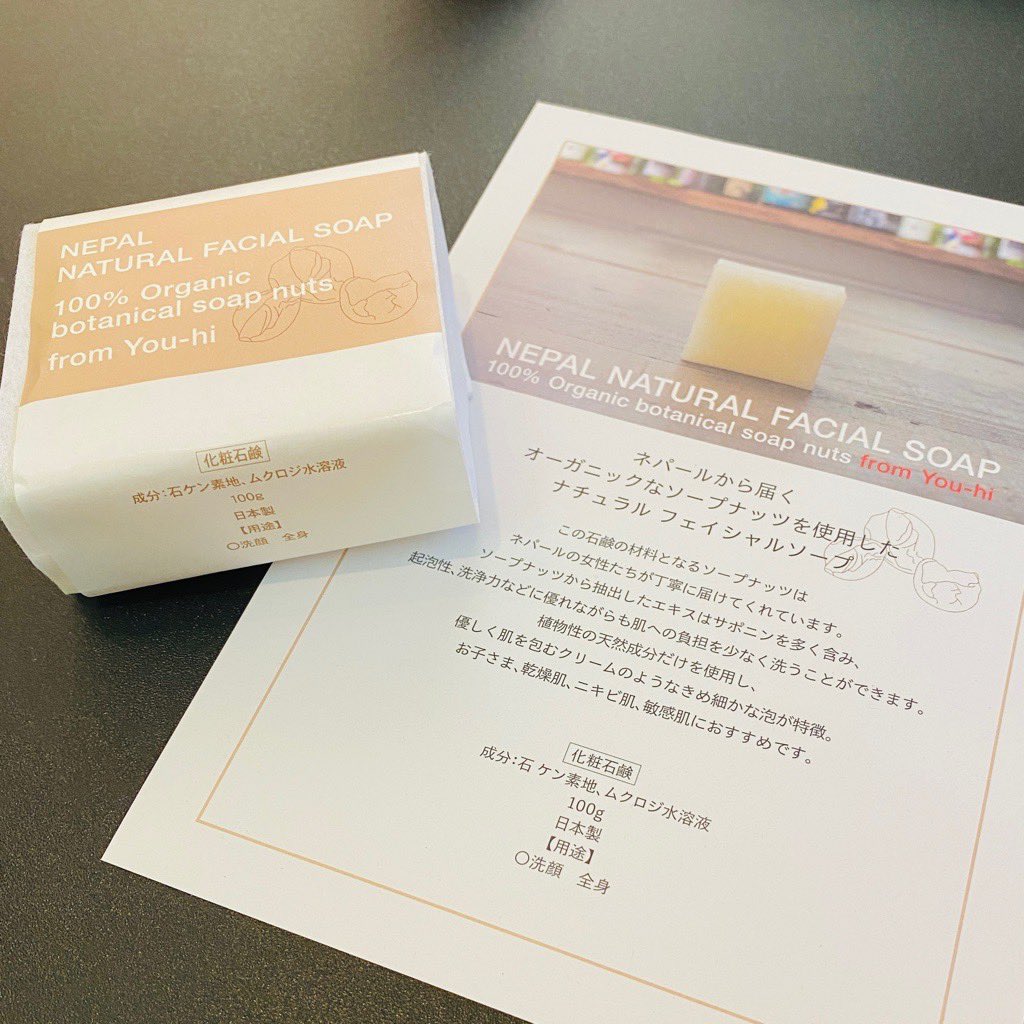 NEPAL
NATURAL FACIAL SOAP
100% Organic
botanical soap nuts
from You-hi
化粧石鹸
成分：石ケン素地、ムクロジ水溶液
100g
日本製
【用途】
〇洗顔　全身
NEPAL NATURAL FACIAL SOAP
100% Organic botanical soap nuts from You-hi
ネパールから届く
オーガニックなソープナッツを使用した
ナチュラル フェイシャルソープ
この石鹸の材料となるソープナッツは
ネパールの女性たちが丁寧に届けてくれています。
ソープナッツから抽出したエキスはサポニンを多く含み、
起泡性、洗浄力などに優れながらも肌への負担を少なく洗うことができます。
植物性の天然成分だけを使用し、
優しく肌を包むクリームのようなきめ細かな泡が特徴。
お子さま、乾燥肌、ニキビ肌、敏感肌におすすめです。
化粧石鹸
成分：石 ケン素地、ムクロジ水溶液
100g
日本製
【用途】
〇洗顔　全身